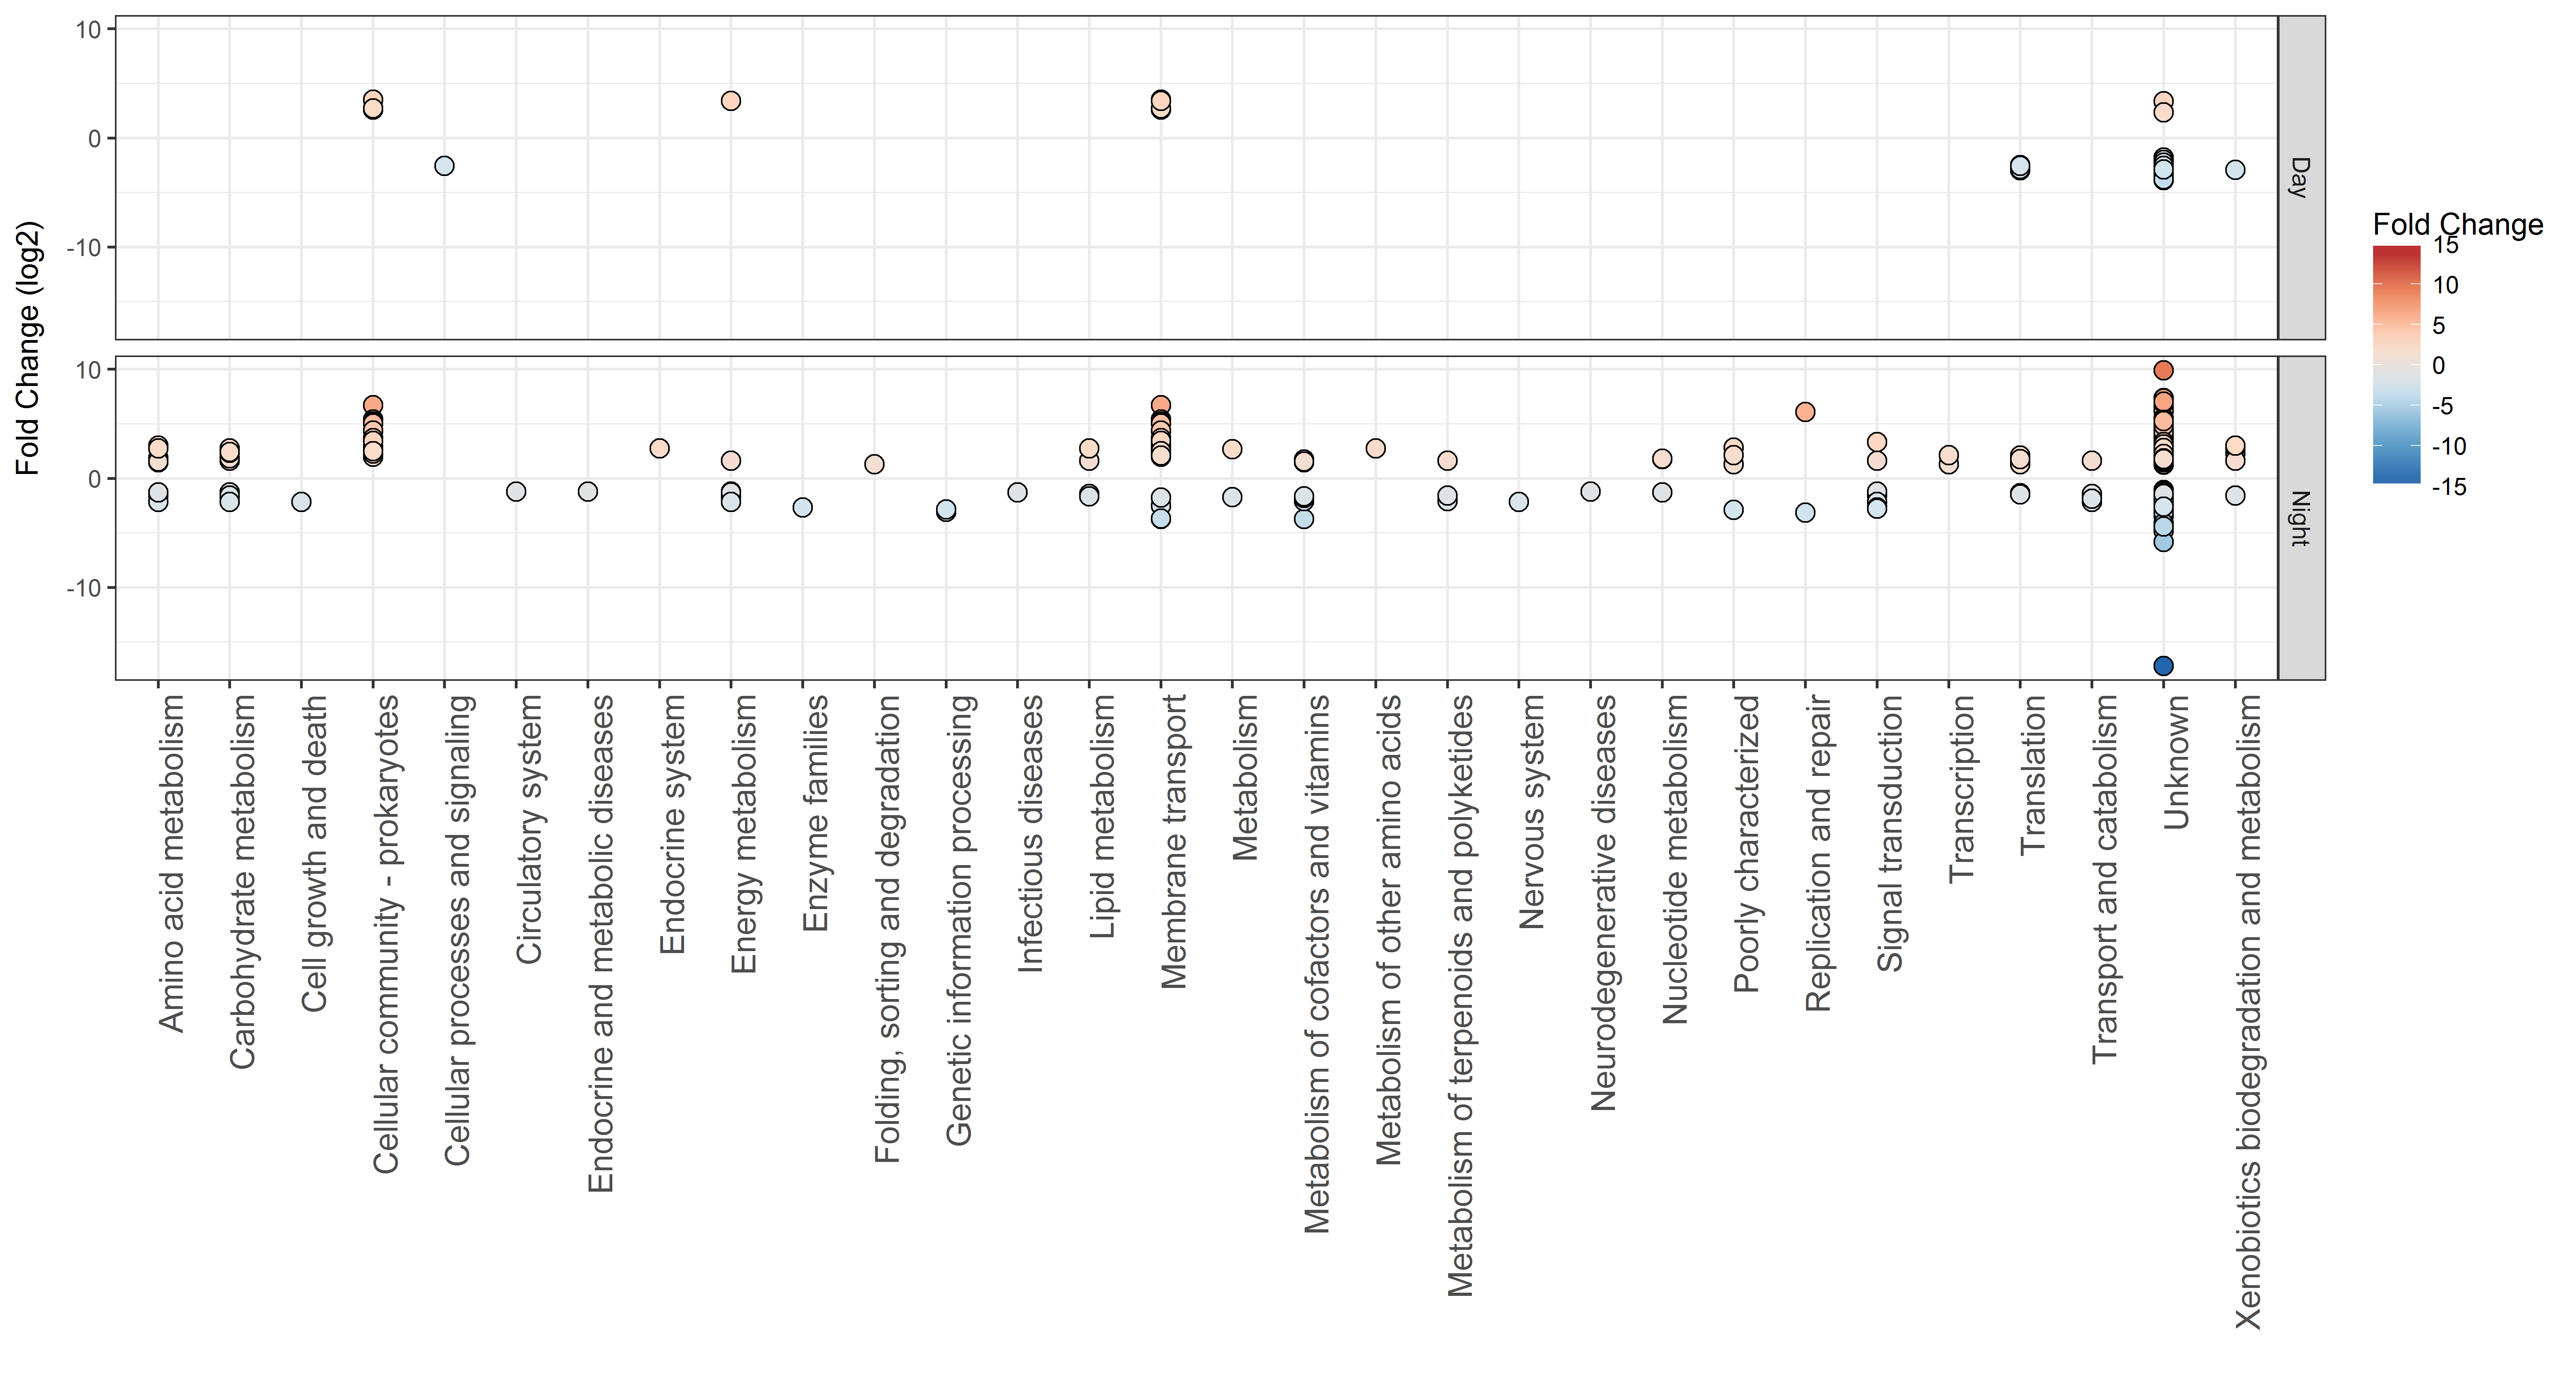 Fold Change (log2)
10
0
-10
Day
10
0
-10
Night
Amino acid metabolism
Carbohydrate metabolism
Cell growth and death
Cellular community - prokaryotes
Cellular processes and signaling
Circulatory system
Endocrine and metabolic diseases
Endocrine system
Energy metabolism
Enzyme families
Folding, sorting and degradation
Genetic information processing
Infectious diseases
Lipid metabolism
Membrane transport
Metabolism
Metabolism of cofactors and vitamins
Metabolism of other amino acids
Metabolism of terpenoids and polyketides
Nervous system
Neurodegenerative diseases
Nucleotide metabolism
Poorly characterized
Replication and repair
Signal transduction
Transcription
Translation
Transport and catabolism
Unknown
Xenobiotics biodegradation and metabolism
Fold Change
15
10
5
0
-5
-10
-15